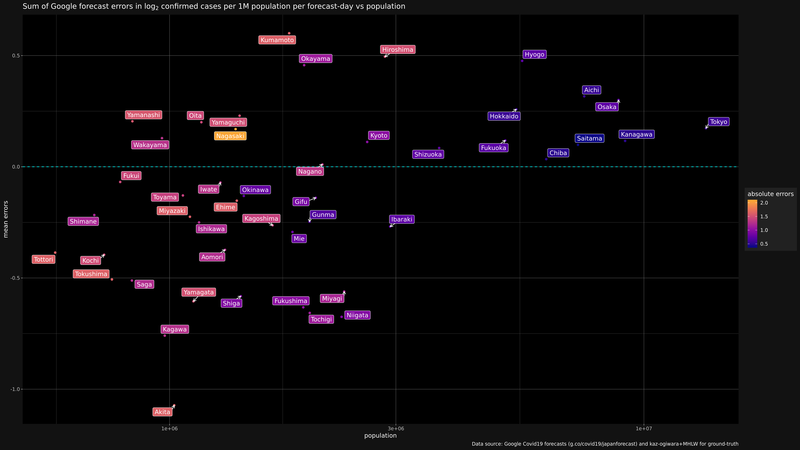 Sum of Google forecast errors in log2 confirmed cases per 1M population per forecast-day vs population
Kumamoto
Hiroshima
Okayama
Hyogo
0.5
Aichi
Osaka
Yamanashi
Oita
Hokkaido
Yamaguchi
Tokyo
Nagasaki
Kyoto
Kanagawa
Saitama
Wakayama
Fukuoka
Shizuoka
Chiba
0.0
Nagano
Fukui
Iwate
Okinawa
Toyama
Gifu
Miyazaki
Ehime
Gunma
Shimane
Kagoshima
Ibaraki
Ishikawa
Mie
Aomori
Tottori
Kochi
Tokushima
-0.5
Saga
Yamagata
Miyagi
Shiga
Fukushima
Niigata
Tochigi
Kagawa
-1.0
Akita
mean errors
1e+06
3e+06
1e+07
population
absolute errors
2.0
1.5
1.0
0.5
Data source: Google Covid19 forecasts (g.co/covid19/japanforecast) and kaz-ogiwara+MHLW for ground-truth